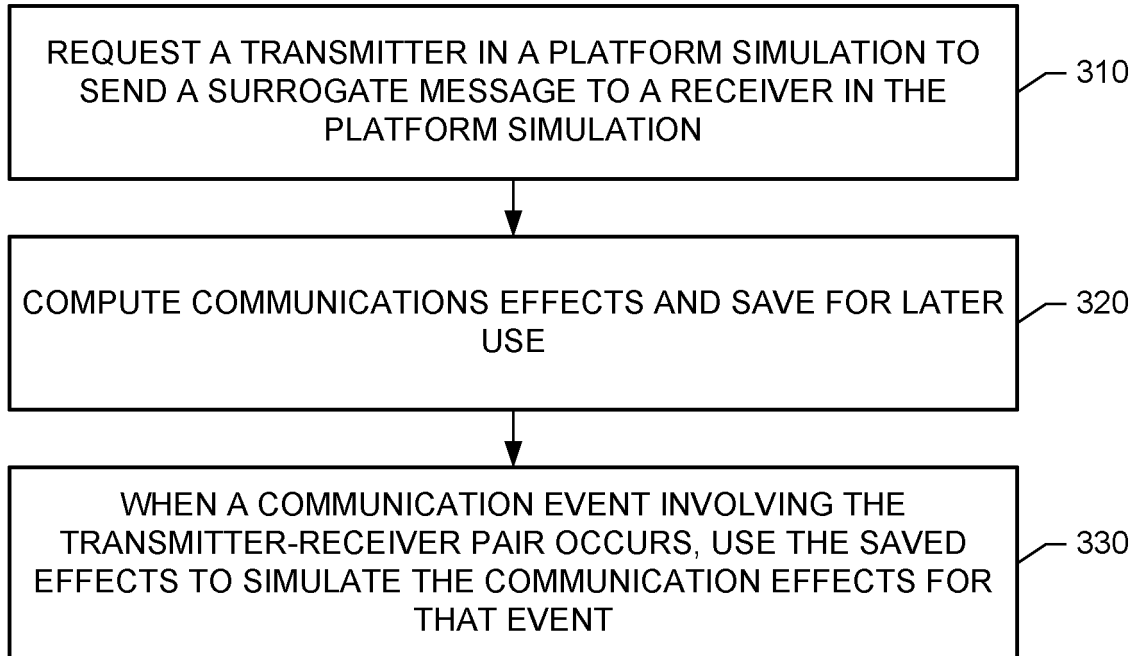 REQUEST A TRANSMITTER IN A PLATFORM SIMULATION TO
SEND A SURROGATE MESSAGE TO A RECEIVER IN THE
PLATFORM SIMULATION
310
COMPUTE COMMUNICATIONS EFFECTS AND SAVE FOR LATER
USE
320
WHEN A COMMUNICATION EVENT INVOLVING THE
TRANSMITTER-RECEIVER PAIR OCCURS, USE THE SAVED
EFFECTS TO SIMULATE THE COMMUNICATION EFFECTS FOR
THAT EVENT
330